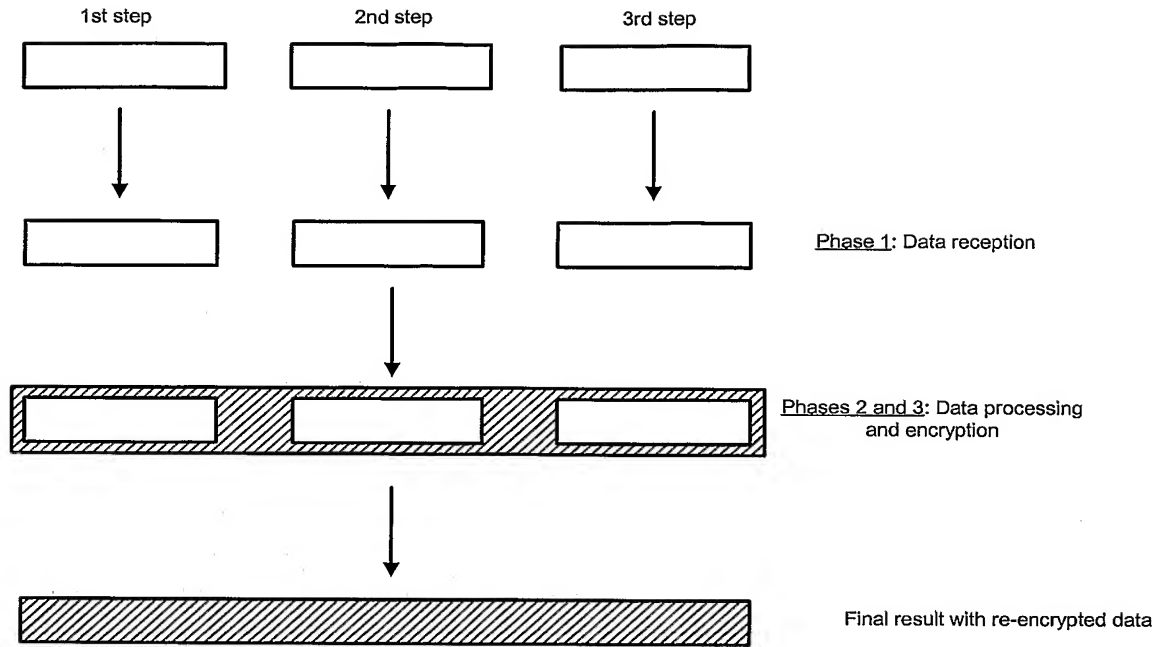 1st step
2nd step
3rd step
Phase 1: Data reception
Phases 2 and 3: Data processing
and encryption
Final result with re-encrypted data